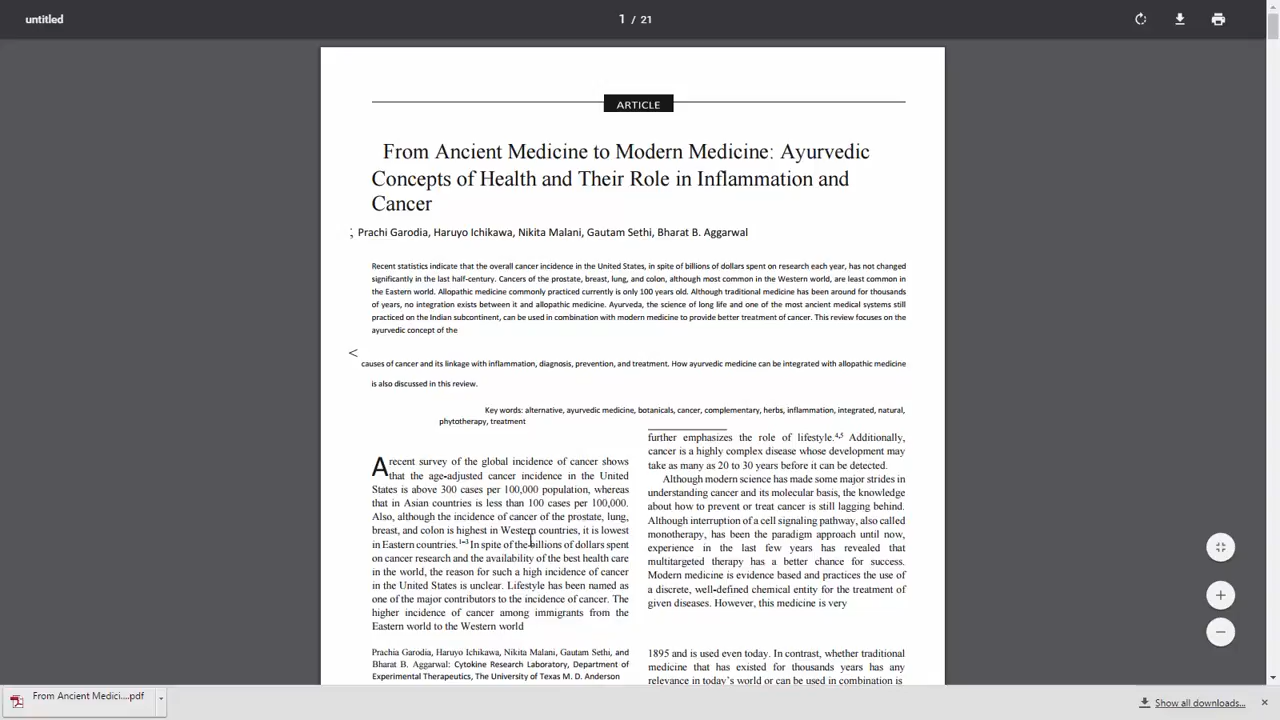 untitled
1 / 21
ARTICLE
From Ancient Medicine to Modern Medicine: Ayurvedic
Concepts of Health and Their Role in Inflammation and
Cancer
; Prachi Garodia, Haruyo Ichikawa, Nikita Malani, Gautam Sethi, Bharat B. Aggarwal
Recent statistics indicate that the overall cancer incidence in the United States, in spite of billions of dollars spent on research each year, has not changed
significantly in the last half-century. Cancers of the prostate, breast, lung, and colon, although most common in the Western world, are least common in
the Eastern world. Allopathic medicine commonly practiced currently is only 100 years old. Although traditional medicine has been around for thousands
of years, no integration exists between it and allopathic medicine. Ayurveda, the science of long life and one of the most ancient medical systems still
practiced on the Indian subcontinent, can be used in combination with modern medicine to provide better treatment of cancer. This review focuses on the
ayurvedic concept of the
<
causes of cancer and its linkage with inflammation, diagnosis, prevention, and treatment. How ayurvedic medicine can be integrated with allopathic medicine
is also discussed in this review.
Key words: alternative, ayurvedic medicine, botanicals, cancer, complementary, herbs, inflammation, integrated, natural,
phytotherapy, treatment
A recent survey of the global incidence of cancer shows
that the age-adjusted cancer incidence in the United
States is above 300 cases per 100,000 population, whereas
that in Asian countries is less than 100 cases per 100,000.
Also, although the incidence of cancer of the prostate, lung,
breast, and colon is highest in Western countries, it is lowest
in Eastern countries.1–3 In spite of the billions of dollars spent
on cancer research and the availability of the best health care
in the world, the reason for such a high incidence of cancer
in the United States is unclear. Lifestyle has been named as
one of the major contributors to the incidence of cancer. The
higher incidence of cancer among immigrants from the
Eastern world to the Western world
Prachia Garodia, Haruyo Ichikawa, Nikita Malani, Gautam Sethi, and
Bharat B. Aggarwal: Cytokine Research Laboratory, Department of
Experimental Therapeutics, The University of Texas M. D. Anderson
further emphasizes the role of lifestyle.4,5 Additionally,
cancer is a highly complex disease whose development may
take as many as 20 to 30 years before it can be detected.
Although modern science has made some major strides in
understanding cancer and its molecular basis, the knowledge
about how to prevent or treat cancer is still lagging behind.
Although interruption of a cell signaling pathway, also called
monotherapy, has been the paradigm approach until now,
experience in the last few years has revealed that
multitargeted therapy has a better chance for success.
Modern medicine is evidence based and practices the use of
a discrete, well-defined chemical entity for the treatment of
given diseases. However, this medicine is very
1895 and is used even today. In contrast, whether traditional
medicine that has existed for thousands years has any
relevance in today's world or can be used in combination is
From Ancient Medici....pdf
Show all downloads...